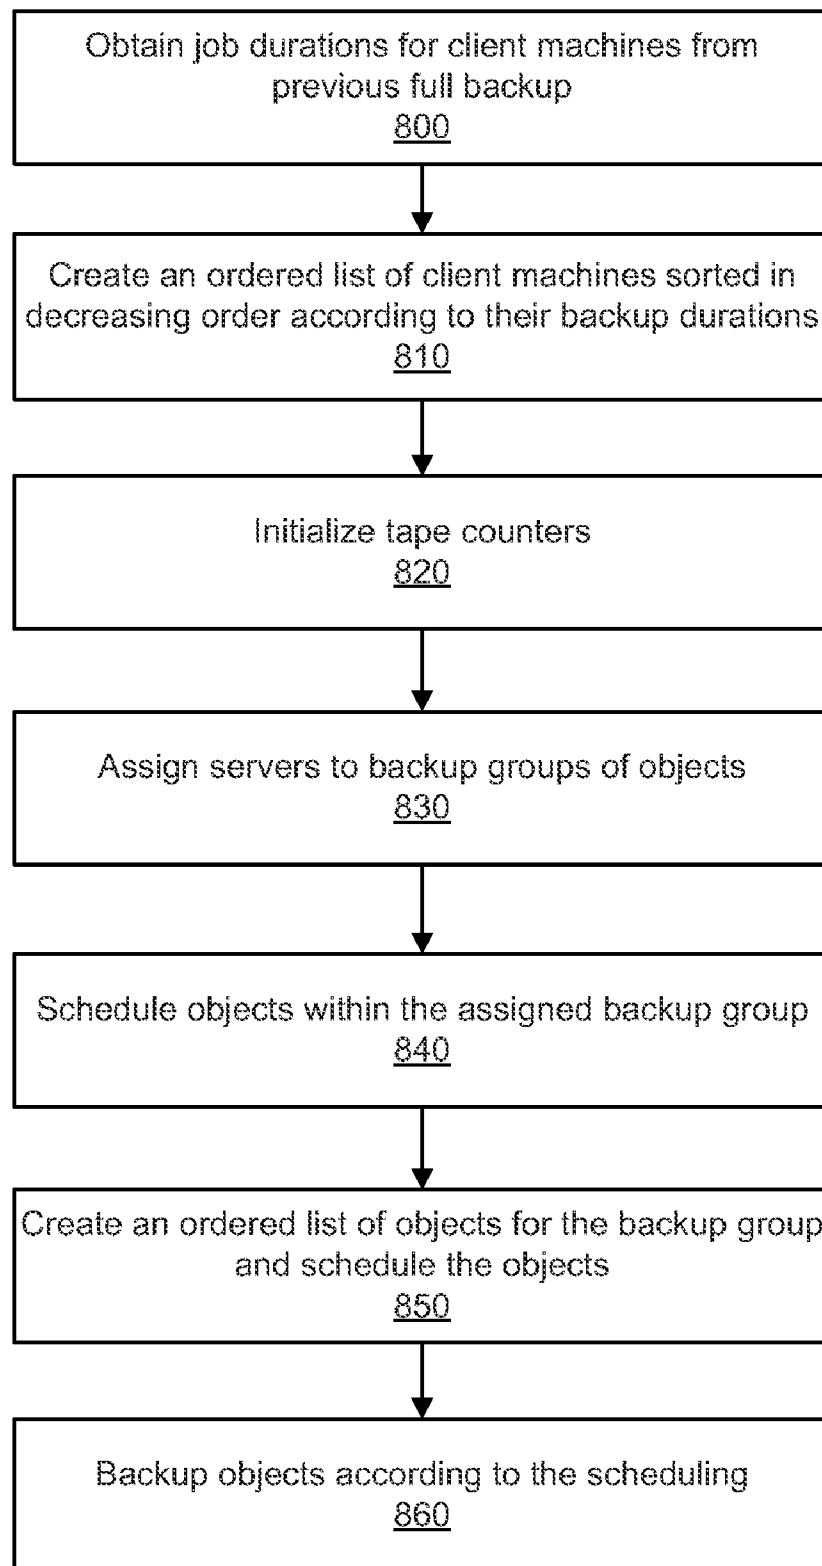 Obtain job durations for client machines from
previous full backup
800
Create an ordered list of client machines sorted in
decreasing order according to their backup durations
810
Initialize tape counters
820
Assign servers to backup groups of objects
830
Schedule objects within the assigned backup group
840
Create an ordered list of objects for the backup group
and schedule the objects
850
Backup objects according to the scheduling
860